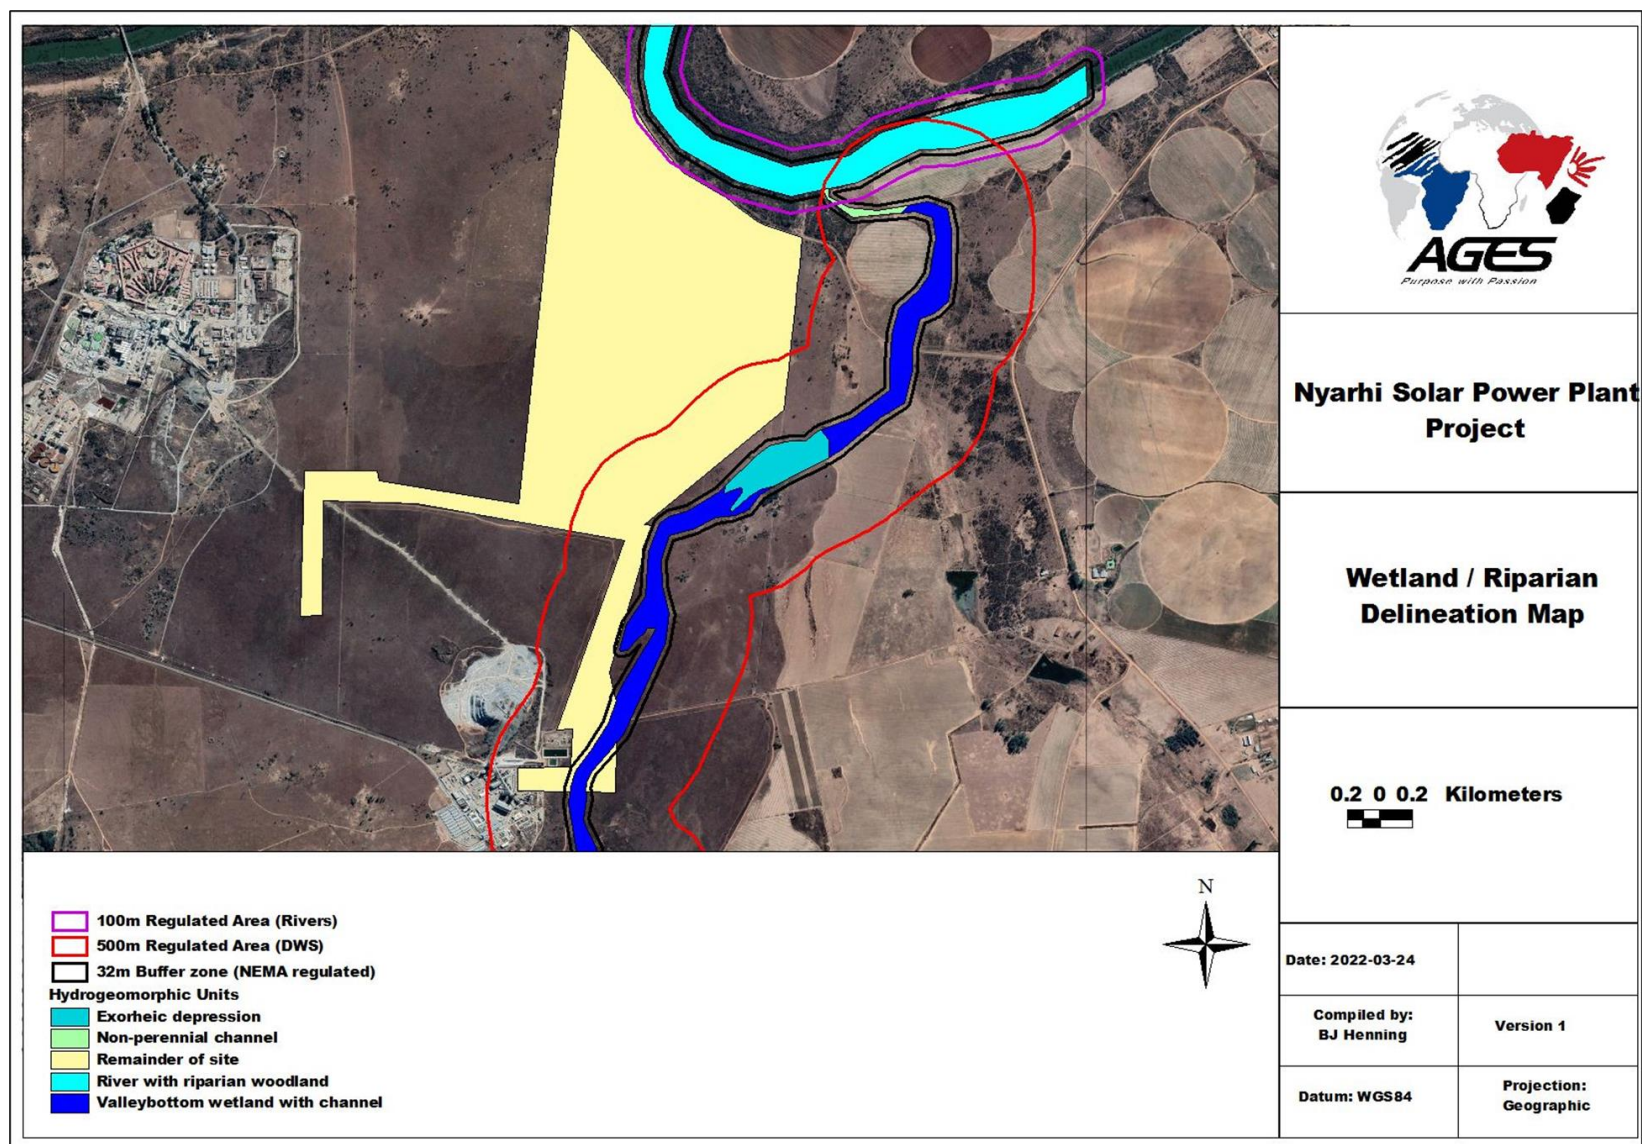 AGES
Purpose with Passion
Nyarhi Solar Power Plant
Project
Wetland / Riparian
Delineation Map
0.2 0 0.2 Kilometers
N
100m Regulated Area (Rivers)
500m Regulated Area (DWS)
32m Buffer zone (NEMA regulated)
Hydrogeomorphic Units
Exorheic depression
Non-perennial channel
Remainder of site
River with riparian woodland
Valleybottom wetland with channel
Date: 2022-03-24
Compiled by:
BJ Henning
Version 1
Datum: WGS84
Projection:
Geographic